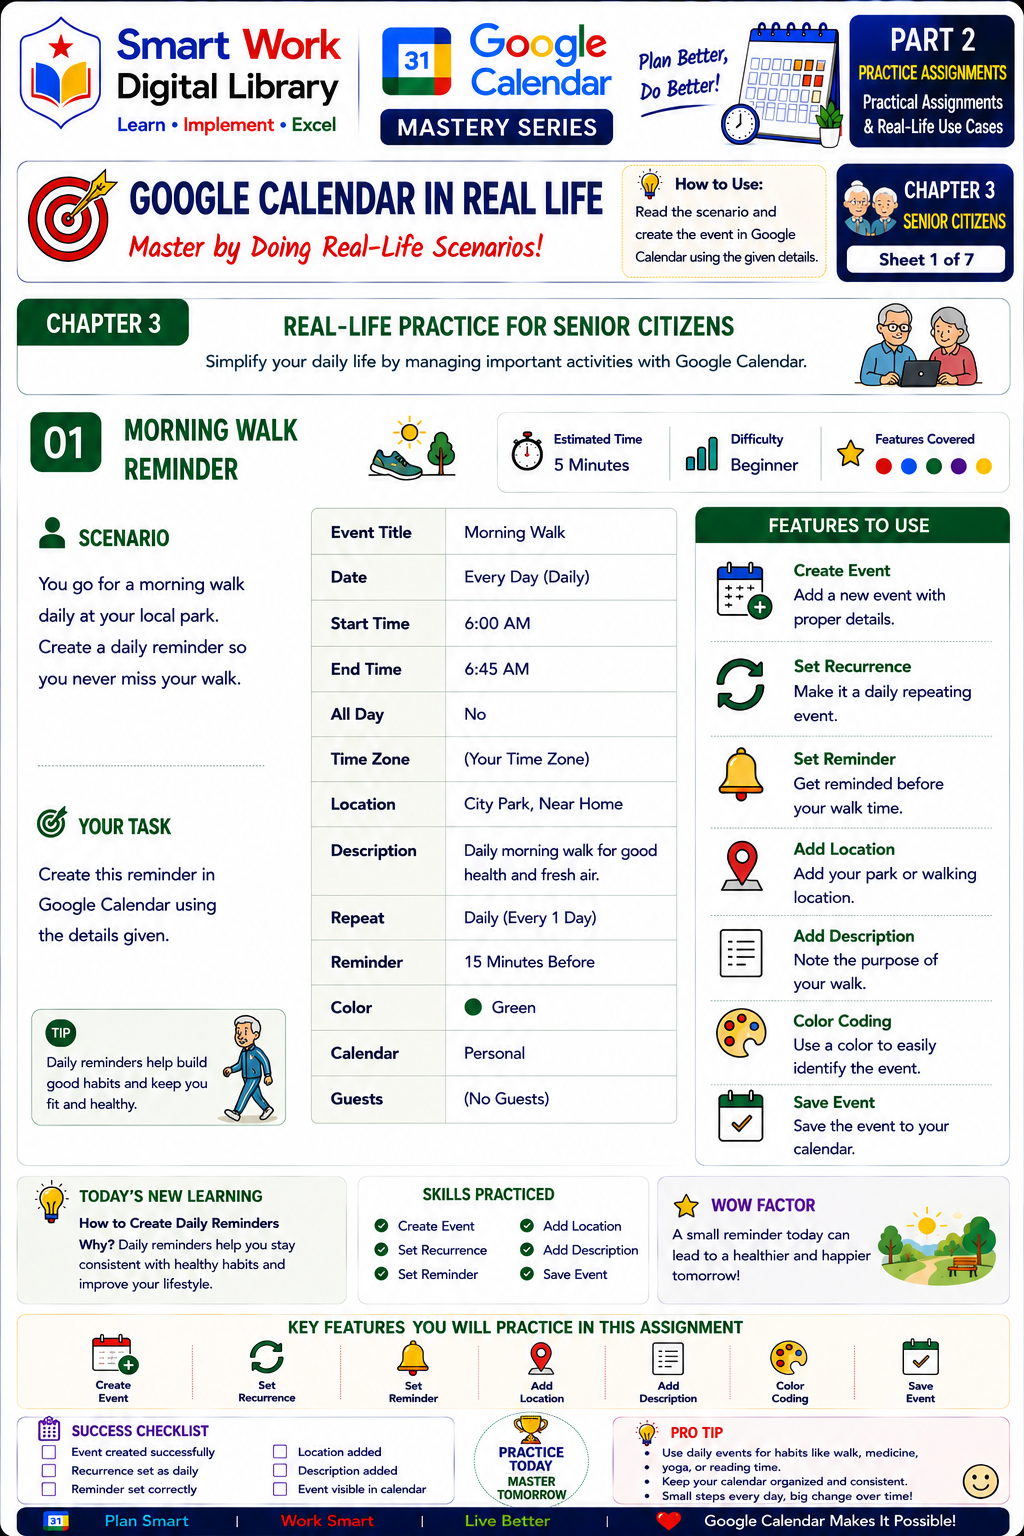 Smart Work
Digital Library
Learn • Implement • Excel
31
Google
Calendar
MASTERY SERIES
Plan Better,
Do Better!
PART 2
PRACTICE ASSIGNMENTS
Practical Assignments
& Real-Life Use Cases
GOOGLE CALENDAR IN REAL LIFE
Master by Doing Real-Life Scenarios!
How to Use:
Read the scenario and
create the event in Google
Calendar using the given details.
CHAPTER 3
SENIOR CITIZENS
Sheet 1 of 7
CHAPTER 3
REAL-LIFE PRACTICE FOR SENIOR CITIZENS
Simplify your daily life by managing important activities with Google Calendar.
01
MORNING WALK
REMINDER
Estimated Time
5 Minutes
Difficulty
Beginner
Features Covered
SCENARIO
You go for a morning walk
daily at your local park.
Create a daily reminder so
you never miss your walk.
YOUR TASK
Create this reminder in
Google Calendar using
the details given.
TIP
Daily reminders help build
good habits and keep you
fit and healthy.
Event Title Morning Walk
Date Every Day (Daily)
Start Time 6:00 AM
End Time 6:45 AM
All Day No
Time Zone (Your Time Zone)
Location City Park, Near Home
Description Daily morning walk for good
health and fresh air.
Repeat Daily (Every 1 Day)
Reminder 15 Minutes Before
Color Green
Calendar Personal
Guests (No Guests)
FEATURES TO USE
Create Event
Add a new event with
proper details.
Set Recurrence
Make it a daily repeating
event.
Set Reminder
Get reminded before
your walk time.
Add Location
Add your park or walking
location.
Add Description
Note the purpose of
your walk.
Color Coding
Use a color to easily
identify the event.
Save Event
Save the event to your
calendar.
TODAY'S NEW LEARNING
How to Create Daily Reminders
Why? Daily reminders help you stay
consistent with healthy habits and
improve your lifestyle.
SKILLS PRACTICED
Create Event
Set Recurrence
Set Reminder
Add Location
Add Description
Save Event
WOW FACTOR
A small reminder today can
lead to a healthier and happier
tomorrow!
KEY FEATURES YOU WILL PRACTICE IN THIS ASSIGNMENT
Create
Event
Set
Recurrence
Set
Reminder
Add
Location
Add
Description
Color
Coding
Save
Event
SUCCESS CHECKLIST
Event created successfully
Recurrence set as daily
Reminder set correctly
Location added
Description added
Event visible in calendar
PRACTICE
TODAY
MASTER
TOMORROW
PRO TIP
• Use daily events for habits like walk, medicine,
• yoga, or reading time.
• Keep your calendar organized and consistent.
• Small steps every day, big change over time!
31 Plan Smart | Work Smart | Live Better | Google Calendar Makes It Possible!